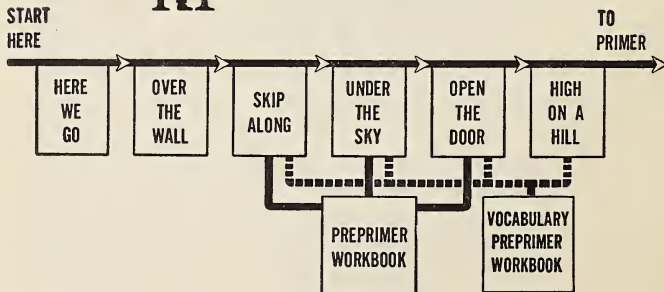 START
HERE
TO
PRIMER
HERE
WE
GO
OVER
THE
WALL
SKIP
ALONG
UNDER
THE
SKY
OPEN
THE
DOOR
HIGH
ON A
HILL
PREPRIMER
WORKBOOK
VOCABULARY
PREPRIMER
WORKBOOK